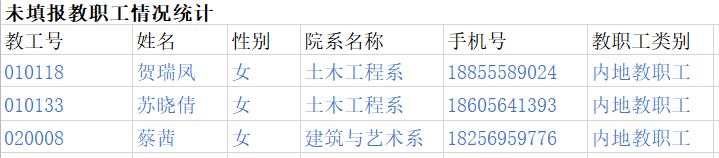 未填报教职工情况统计
教工号 姓名 性别 院系名称 手机号 教职工类别
010118 贺瑞凤 女 土木工程系 18855589024 内地教职工
010133 苏晓倩 女 土木工程系 18605641393 内地教职工
020008 蔡茜 女 建筑与艺术系 18256959776 内地教职工